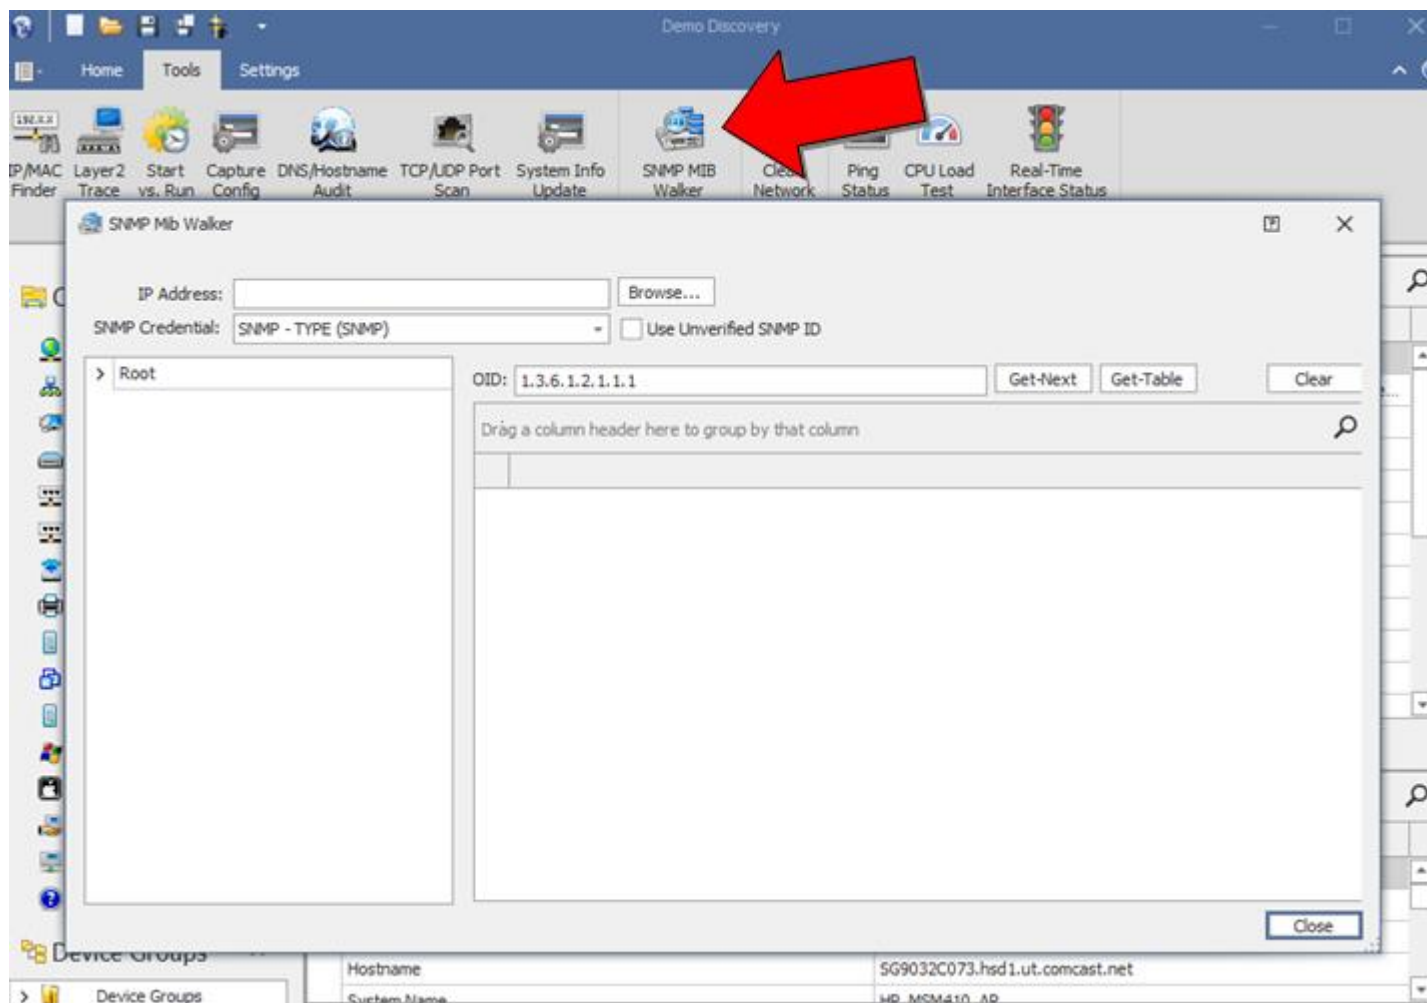 Demo Discovery
Home Tools Settings
192.X.X
IP/MAC Finder
Layer2 Trace
Start vs. Run
Capture Config
DNS/Hostname Audit
TCP/UDP Port Scan
System Info Update
SNMP MIB Walker
Network
Ping Status
CPU Load Test
Real-Time Interface Status
SNMP Mib Walker
IP Address:
Browse...
SNMP Credential: SNMP - TYPE (SNMP)
Use Unverified SNMP ID
Root
OID: 1.3.6.1.2.1.1.1
Get-Next Get-Table Clear
Drag a column header here to group by that column
Close
Device Groups
Hostname SG9032C073.hsd1.ut.comcast.net
Device Groups
System Name HP_MSM410_AP